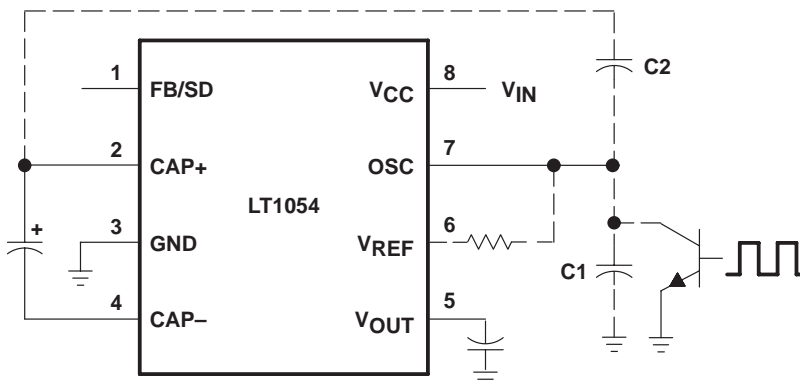 C2
1 FB/SD VCC 8 VIN
2 CAP+ OSC 7
LT1054
+ 3 GND VREF 6
C1
4 CAP– VOUT 5